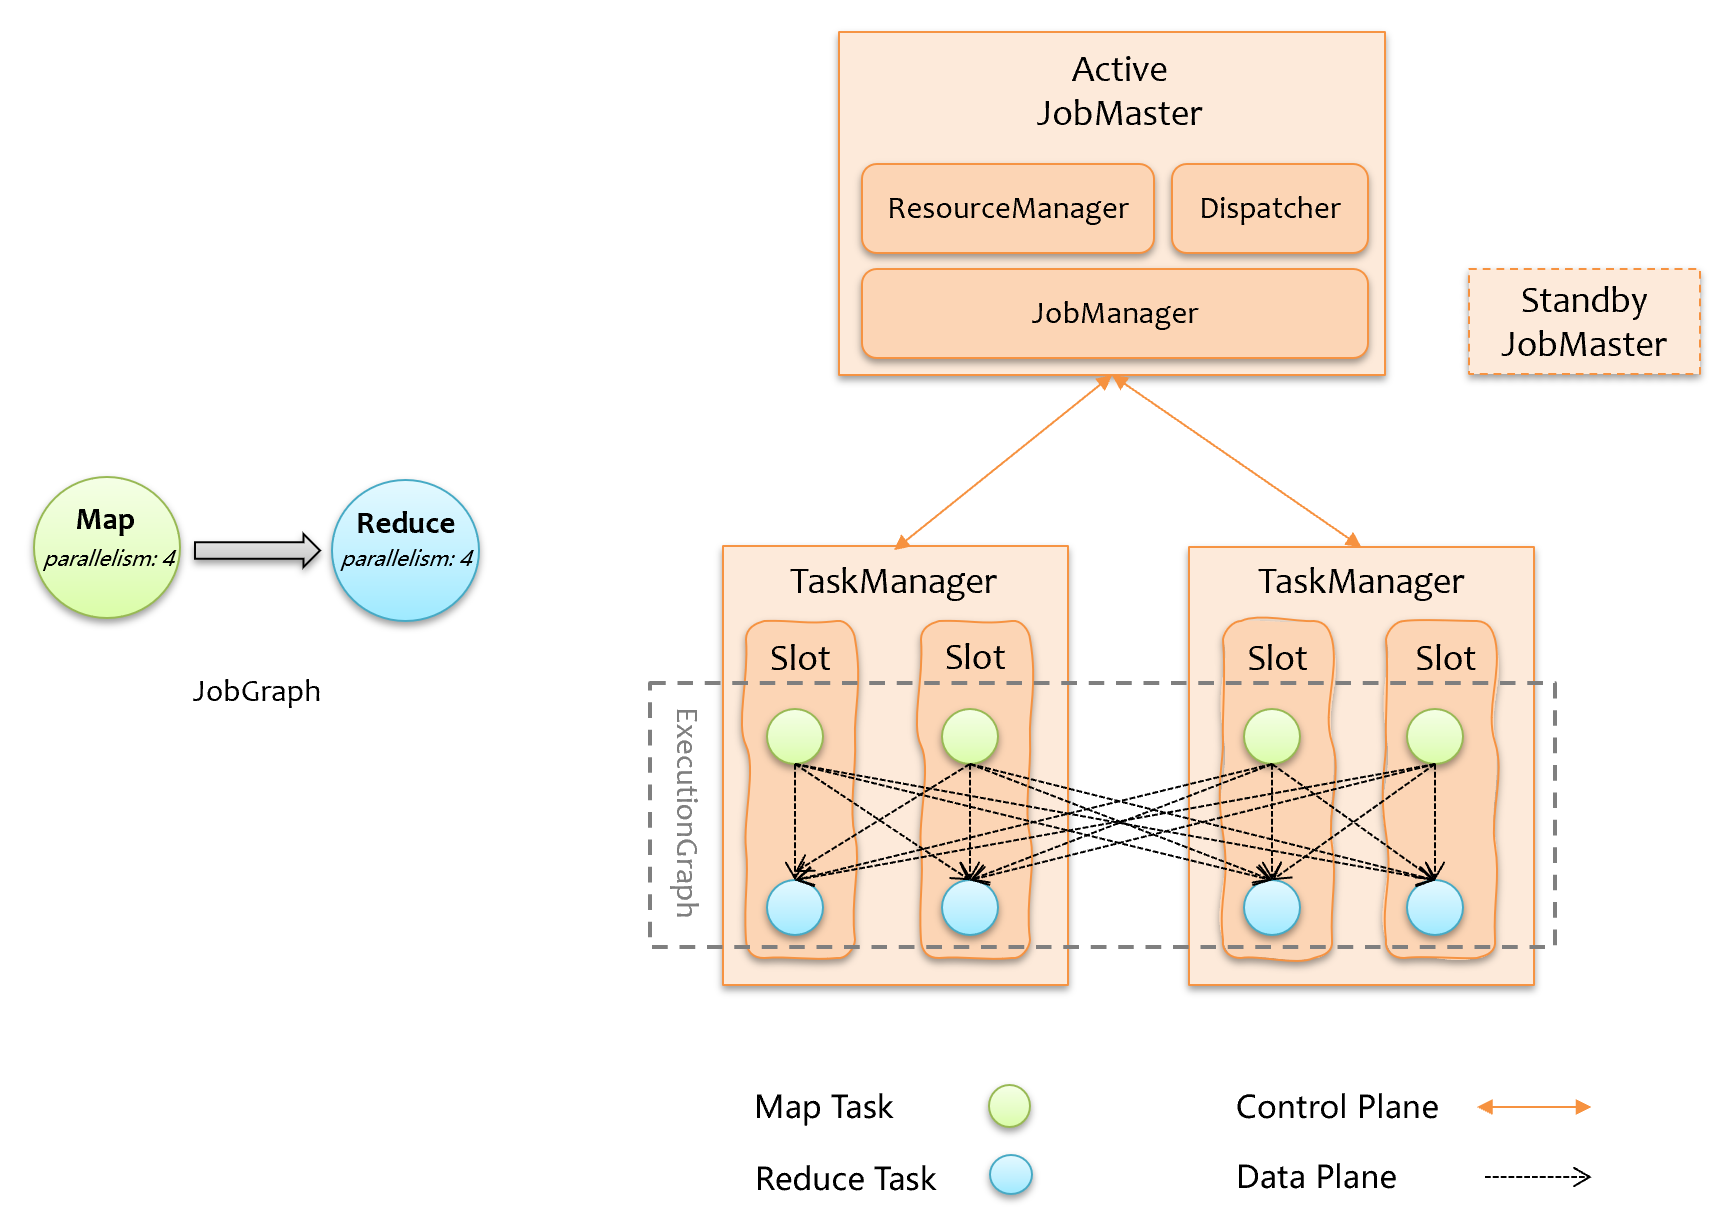 Active
JobMaster
ResourceManager
Dispatcher
JobManager
Standby
JobMaster
Map
parallelism: 4
Reduce
parallelism: 4
JobGraph
TaskManager
TaskManager
Slot
Slot
Slot
Slot
ExecutionGraph
Map Task
Control Plane
Reduce Task
Data Plane